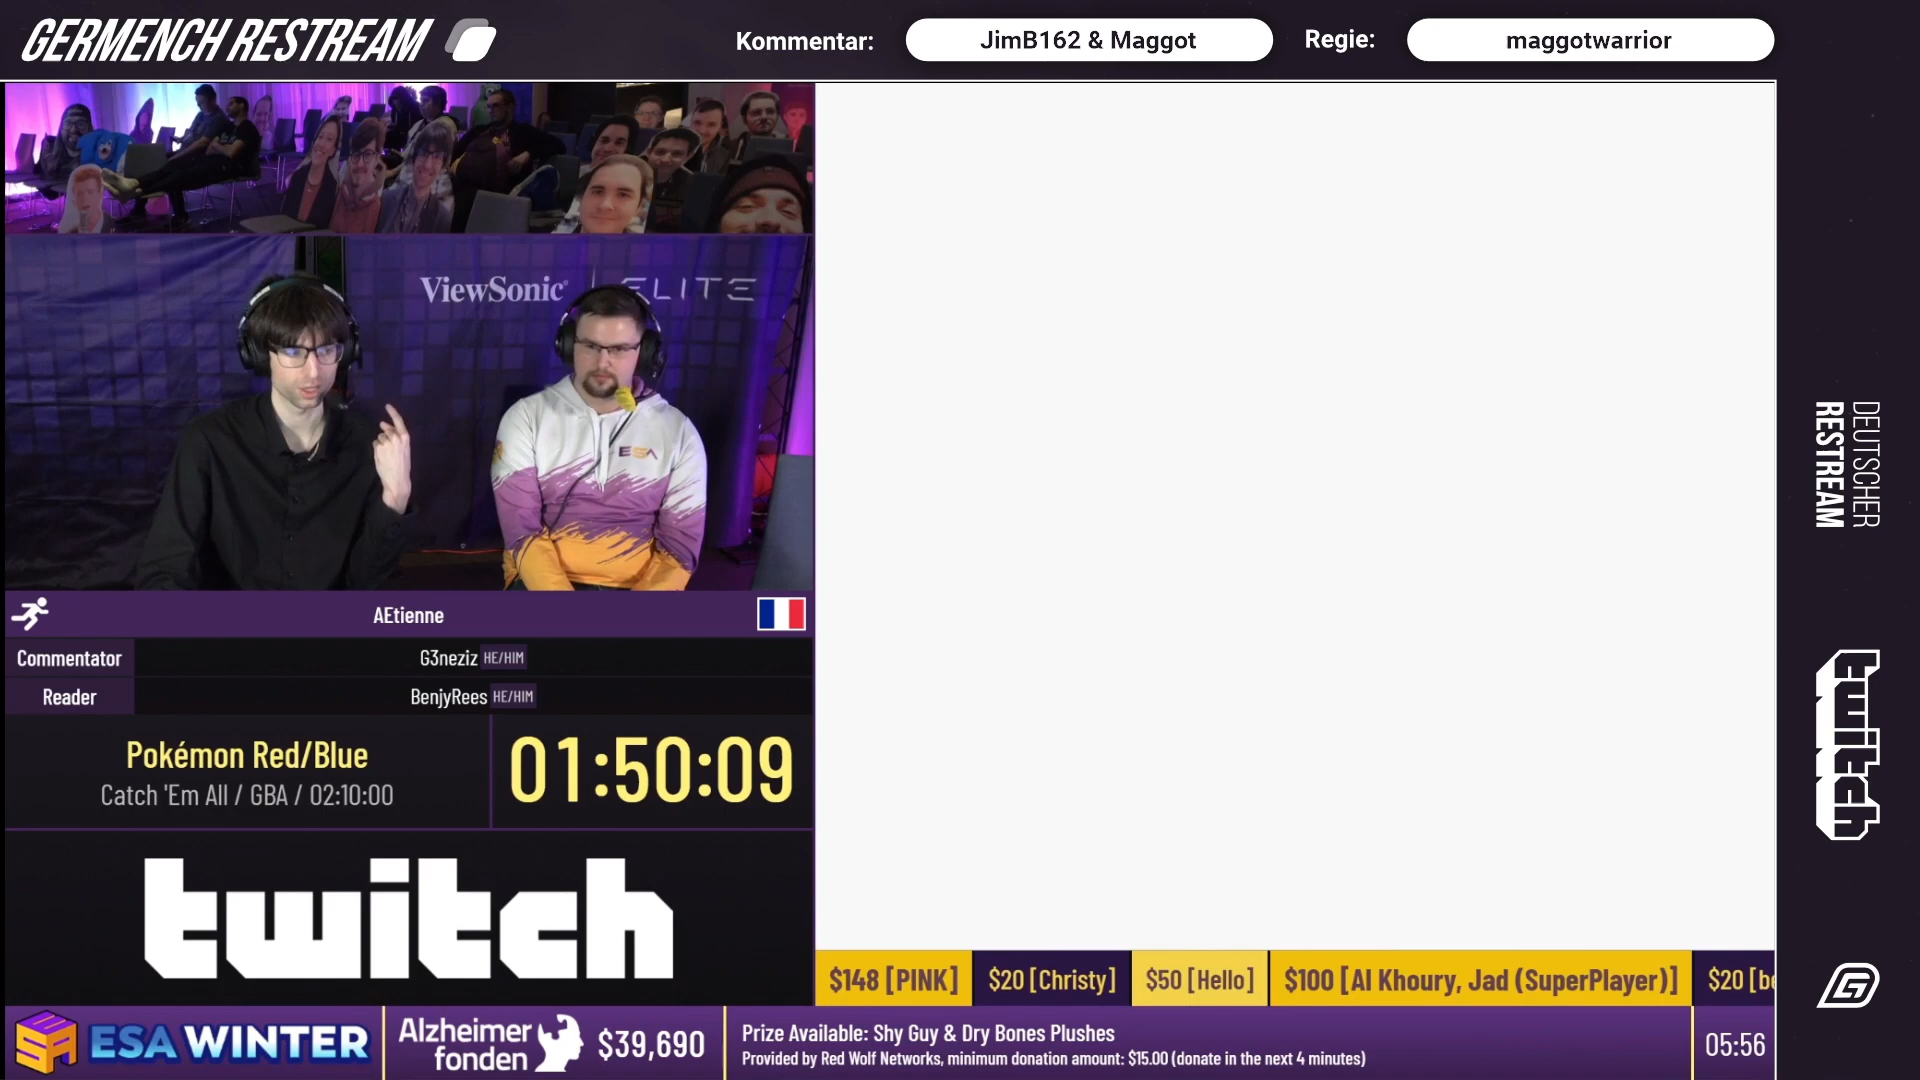 GERMENCH RESTREAM
Kommentar:
JimB162 & Maggot
Regie:
maggotwarrior
ViewSonic
ELITE
ESA
AEtienne
Commentator
G3neziz HE/HIM
Reader
BenjyRees HE/HIM
Pokémon Red/Blue
Catch 'Em All / GBA / 02:10:00
01:50:09
twitch
$148 [PINK]
$20 [Christy]
$50 [Hello]
$100 [Al Khoury, Jad (SuperPlayer)]
$20 [be
ESA WINTER
Alzheimer
fonden
$39,690
Prize Available: Shy Guy & Dry Bones Plushes
Provided by Red Wolf Networks, minimum donation amount: $15.00 (donate in the next 4 minutes)
05:56
DEUTSCHER
RESTREAM
twitch